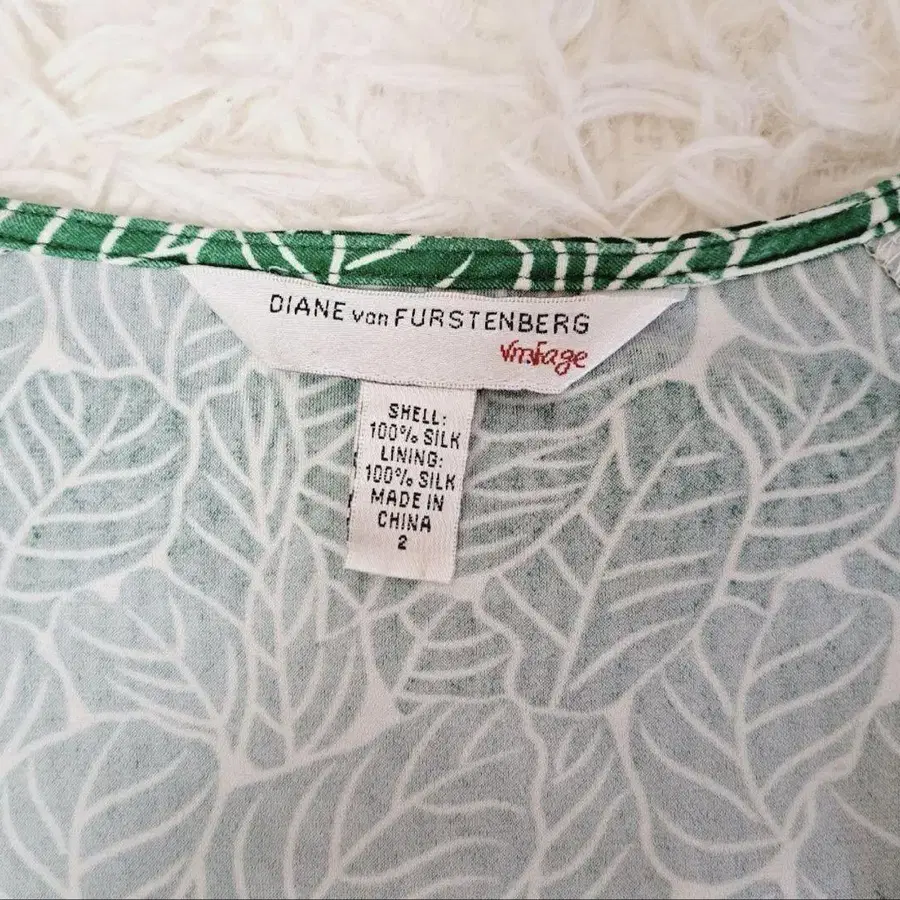 DIANE von FURSTENBERG
Vintage
SHELL:
100% SILK
LINING:
100% SILK
MADE IN
CHINA
2